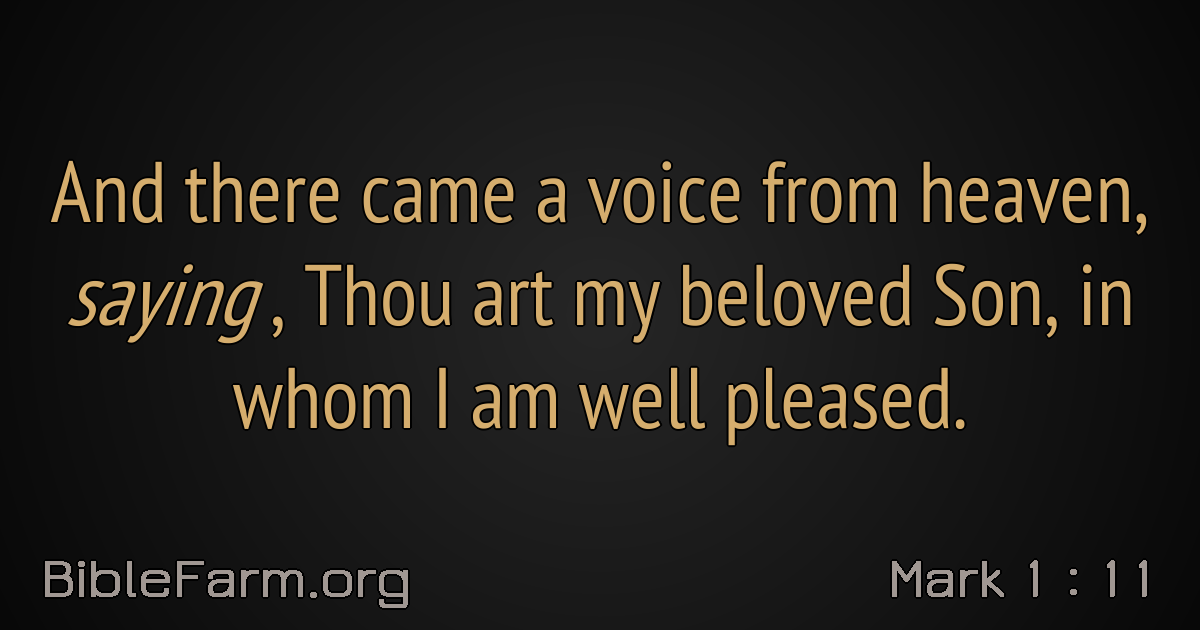 And there came a voice from heaven,
saying , Thou art my beloved Son, in
whom I am well pleased.
BibleFarm.org
Mark 1 : 11